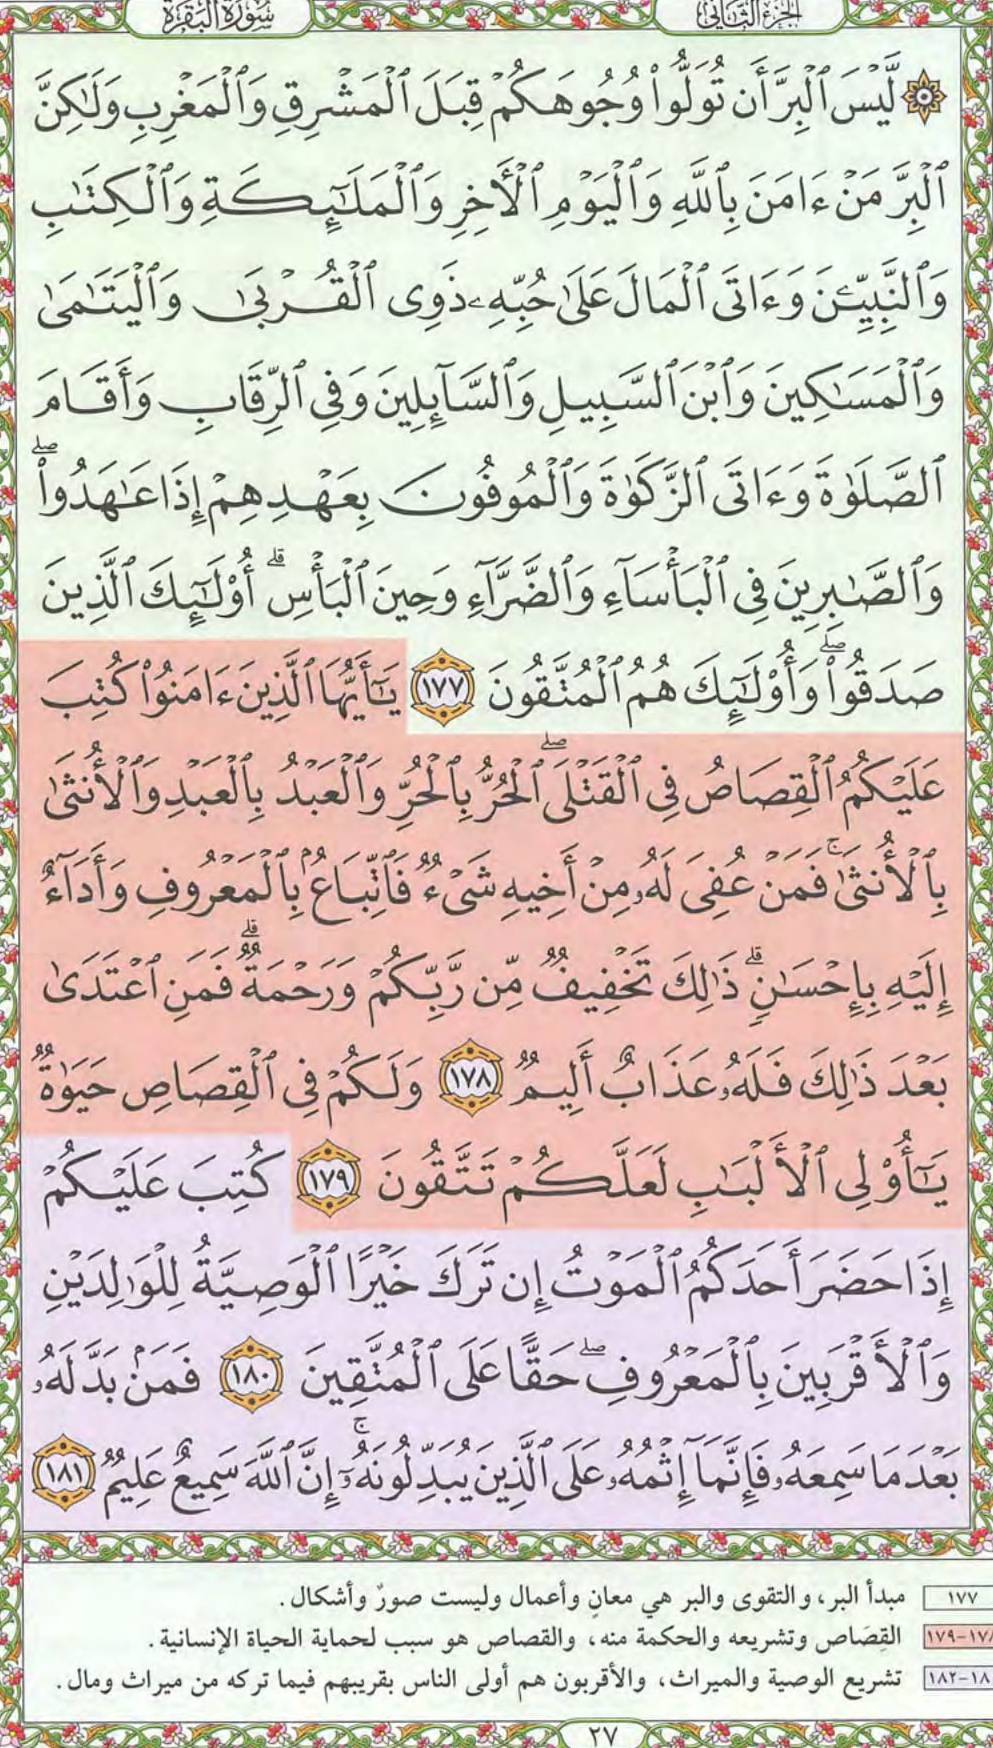 الجزء الثاني
سورة البقرة
۞ لَّيْسَ ٱلْبِرَّ أَن تُوَلُّوا۟ وُجُوهَكُمْ قِبَلَ ٱلْمَشْرِقِ وَٱلْمَغْرِبِ وَلَٰكِنَّ
ٱلْبِرَّ مَنْ ءَامَنَ بِٱللَّهِ وَٱلْيَوْمِ ٱلْأَخِرِ وَٱلْمَلَٰٓئِكَةِ وَٱلْكِتَٰبِ
وَٱلنَّبِيِّۦنَ وَءَاتَى ٱلْمَالَ عَلَىٰ حُبِّهِۦ ذَوِى ٱلْقُرْبَىٰ وَٱلْيَتَٰمَىٰ
وَٱلْمَسَٰكِينَ وَٱبْنَ ٱلسَّبِيلِ وَٱلسَّآئِلِينَ وَفِى ٱلرِّقَابِ وَأَقَامَ
ٱلصَّلَوٰةَ وَءَاتَى ٱلزَّكَوٰةَ وَٱلْمُوفُونَ بِعَهْدِهِمْ إِذَا عَٰهَدُوا۟ۖ
وَٱلصَّٰبِرِينَ فِى ٱلْبَأْسَآءِ وَٱلضَّرَّآءِ وَحِينَ ٱلْبَأْسِۗ أُو۟لَٰٓئِكَ ٱلَّذِينَ
صَدَقُوا۟ۖ وَأُو۟لَٰٓئِكَ هُمُ ٱلْمُتَّقُونَ ١٧٧ يَٰٓأَيُّهَا ٱلَّذِينَ ءَامَنُوا۟ كُتِبَ
عَلَيْكُمُ ٱلْقِصَاصُ فِى ٱلْقَتْلَىۖ ٱلْحُرُّ بِٱلْحُرِّ وَٱلْعَبْدُ بِٱلْعَبْدِ وَٱلْأُنثَىٰ
بِٱلْأُنثَىٰۚ فَمَنْ عُفِىَ لَهُۥ مِنْ أَخِيهِ شَىْءٌ فَٱتِّبَاعٌۢ بِٱلْمَعْرُوفِ وَأَدَآءٌ
إِلَيْهِ بِإِحْسَٰنٍۗ ذَٰلِكَ تَخْفِيفٌ مِّن رَّبِّكُمْ وَرَحْمَةٌۗ فَمَنِ ٱعْتَدَىٰ
بَعْدَ ذَٰلِكَ فَلَهُۥ عَذَابٌ أَلِيمٌ ١٧٨ وَلَكُمْ فِى ٱلْقِصَاصِ حَيَوٰةٌ
يَٰٓأُو۟لِى ٱلْأَلْبَٰبِ لَعَلَّكُمْ تَتَّقُونَ ١٧٩ كُتِبَ عَلَيْكُمْ
إِذَا حَضَرَ أَحَدَكُمُ ٱلْمَوْتُ إِن تَرَكَ خَيْرًا ٱلْوَصِيَّةُ لِلْوَٰلِدَيْنِ
وَٱلْأَقْرَبِينَ بِٱلْمَعْرُوفِۖ حَقًّا عَلَى ٱلْمُتَّقِينَ ١٨٠ فَمَنۢ بَدَّلَهُۥ
بَعْدَ مَا سَمِعَهُۥ فَإِنَّمَآ إِثْمُهُۥ عَلَى ٱلَّذِينَ يُبَدِّلُونَهُۥٓۚ إِنَّ ٱللَّهَ سَمِيعٌ عَلِيمٌ ١٨١
١٧٧ مبدأ البر، والتقوى والبر هي معانٍ وأعمال وليست صورٌ وأشكال.
١٧٨-١٧٩ القِصَاص وتشريعه والحكمة منه، والقصاص هو سبب لحماية الحياة الإنسانية.
١٨٠-١٨٢ تشريع الوصية والميراث، والأقربون هم أولى الناس بقريبهم فيما تركه من ميراث ومال.
٢٧